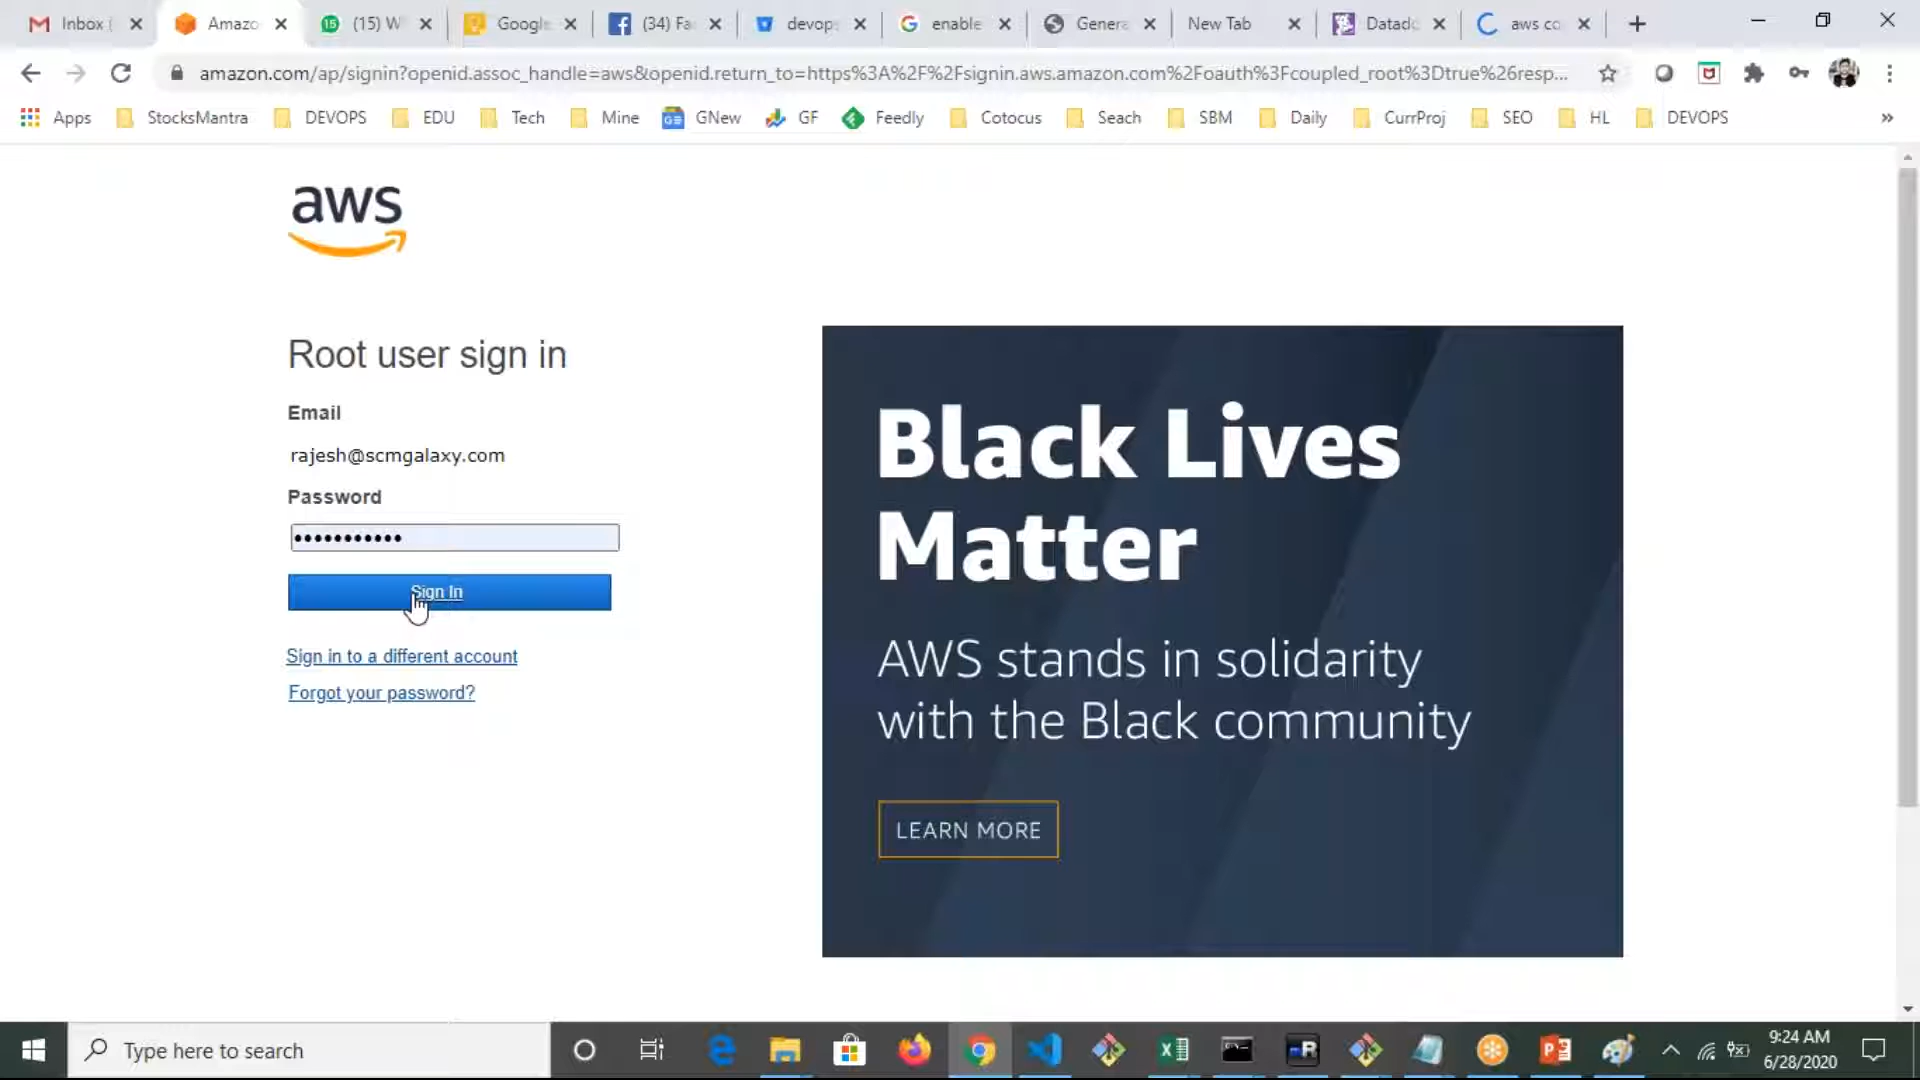 Inbox (
Amazo
(15) W
Google
(34) Fa
devop
enable
Genera
New Tab
Datado
aws co
amazon.com/ap/signin?openid.assoc_handle=aws&openid.return_to=https%3A%2F%2Fsignin.aws.amazon.com%2Foauth%3Fcoupled_root%3Dtrue%26resp...
Apps
StocksMantra
DEVOPS
EDU
Tech
Mine
GNew
GF
Feedly
Cotocus
Seach
SBM
Daily
CurrProj
SEO
HL
DEVOPS
»
aws
Root user sign in
Email
rajesh@scmgalaxy.com
Password
Sign In
Sign in to a different account
Forgot your password?
Black Lives
Matter
AWS stands in solidarity
with the Black community
LEARN MORE
Type here to search
9:24 AM
6/28/2020